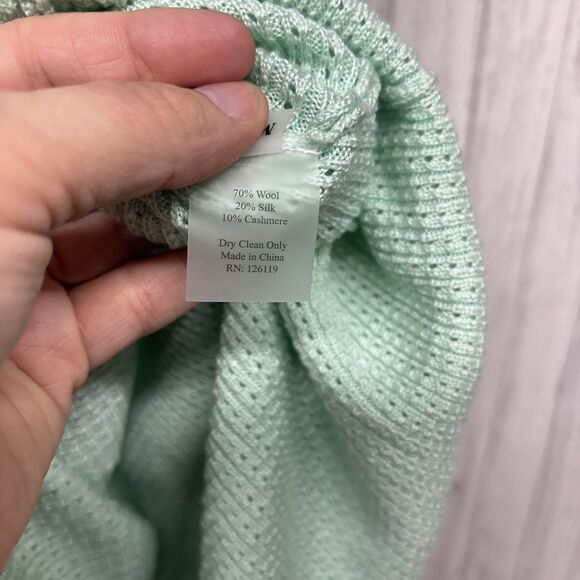 M
70% Wool
20% Silk
10% Cashmere
Dry Clean Only
Made in China
RN: 126119